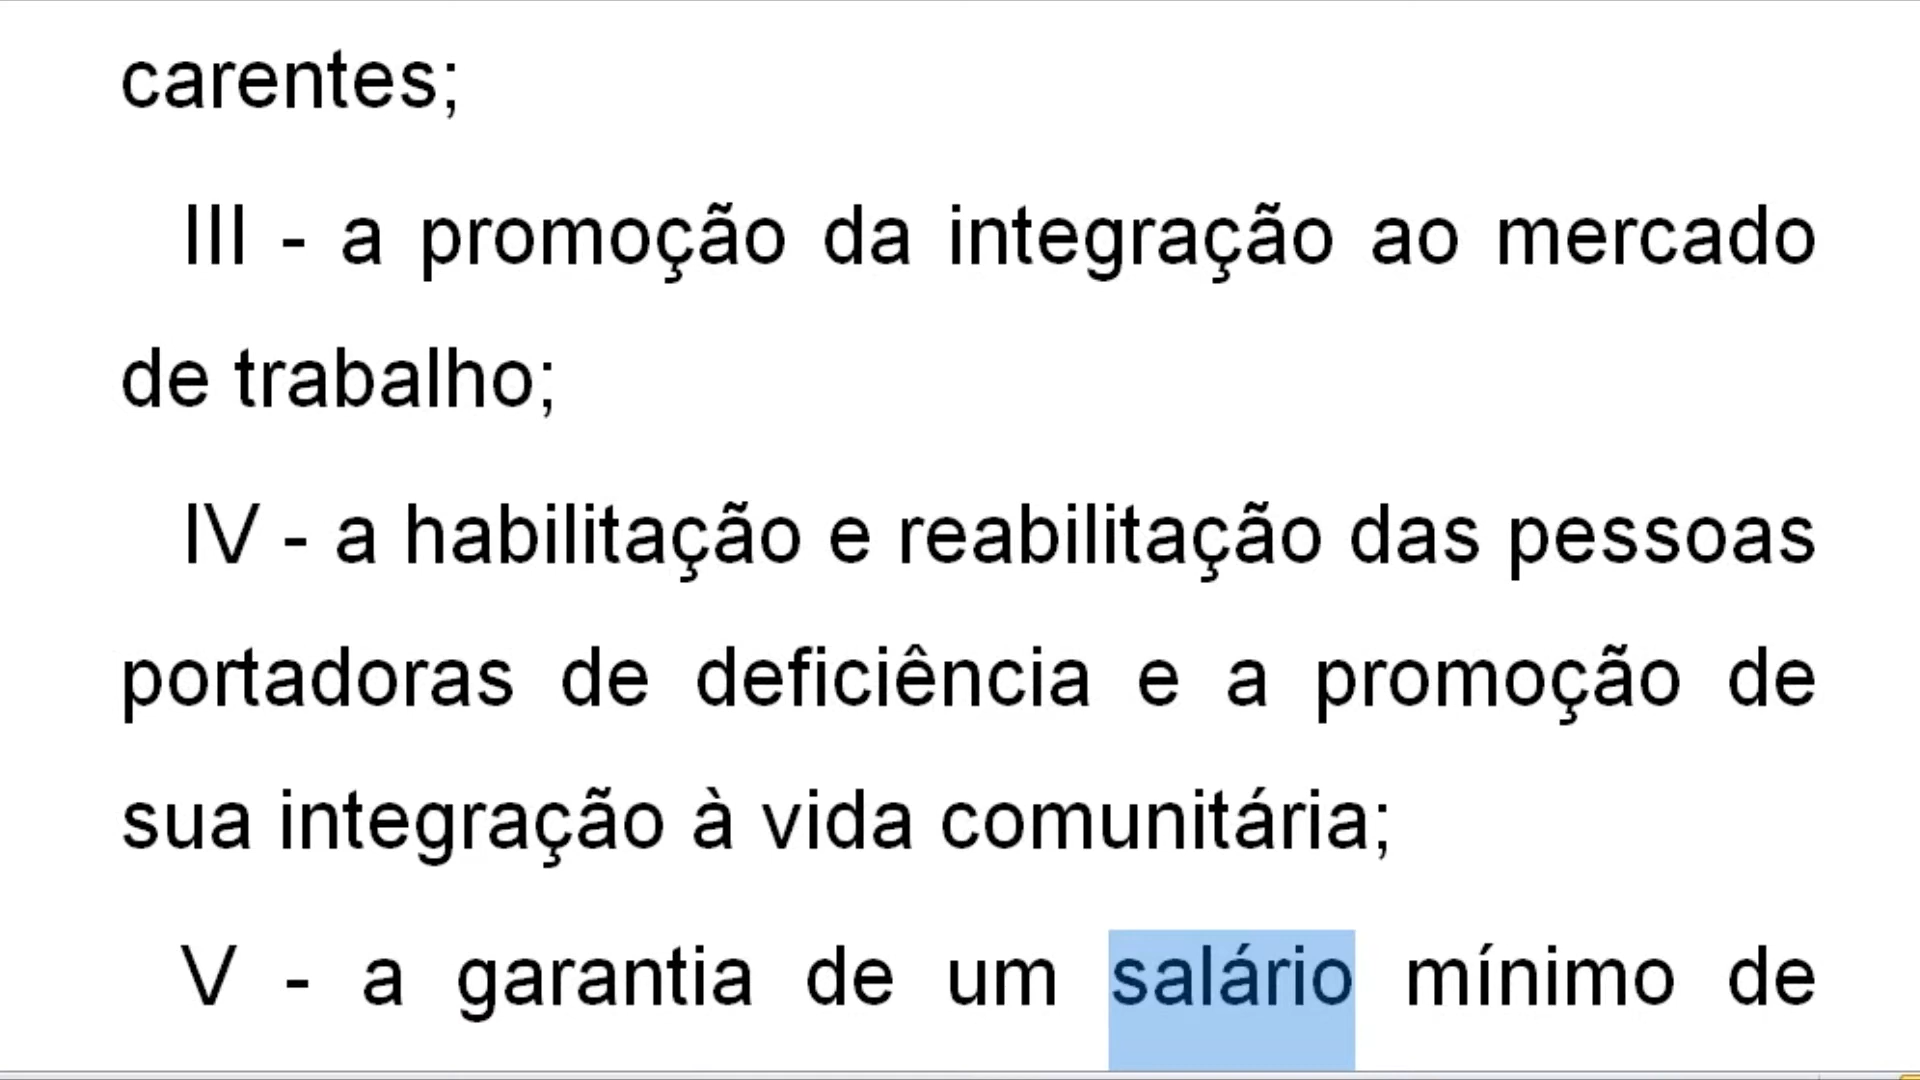 carentes;
III - a promoção da integração ao mercado
de trabalho;
IV - a habilitação e reabilitação das pessoas
portadoras de deficiência e a promoção de
sua integração à vida comunitária;
V - a garantia de um salário mínimo de